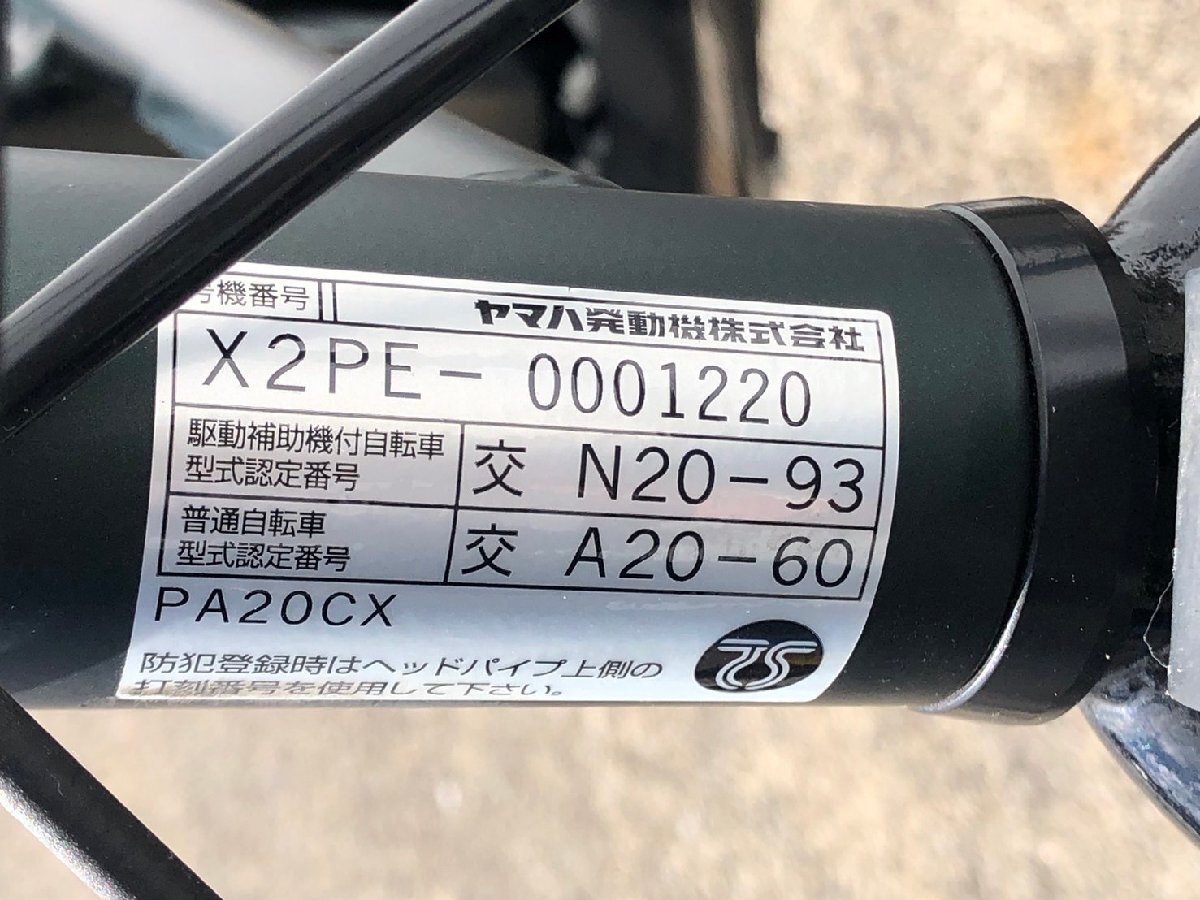 号機番号
ヤマハ発動機株式会社
X2PE-0001220
駆動補助機付自転車
型式認定番号
交 N20-93
普通自転車
型式認定番号
交 A20-60
PA20CX
TS
防犯登録時はヘッドパイプ上側の
打刻番号を使用して下さい。